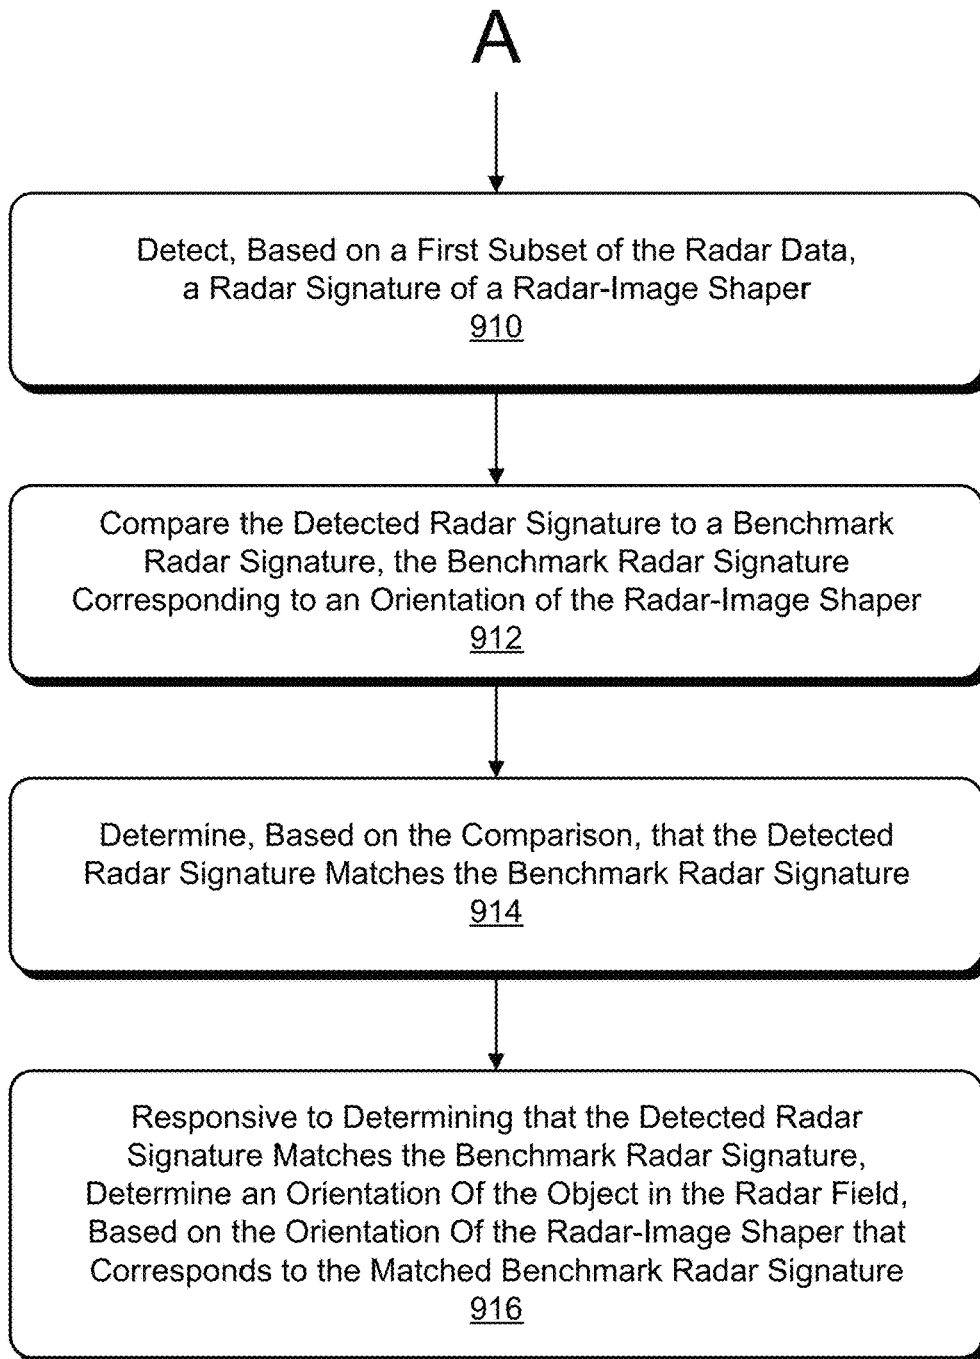 A
Detect, Based on a First Subset of the Radar Data,
a Radar Signature of a Radar-Image Shaper
910
Compare the Detected Radar Signature to a Benchmark
Radar Signature, the Benchmark Radar Signature
Corresponding to an Orientation of the Radar-Image Shaper
912
Determine, Based on the Comparison, that the Detected
Radar Signature Matches the Benchmark Radar Signature
914
Responsive to Determining that the Detected Radar
Signature Matches the Benchmark Radar Signature,
Determine an Orientation Of the Object in the Radar Field,
Based on the Orientation Of the Radar-Image Shaper that
Corresponds to the Matched Benchmark Radar Signature
916